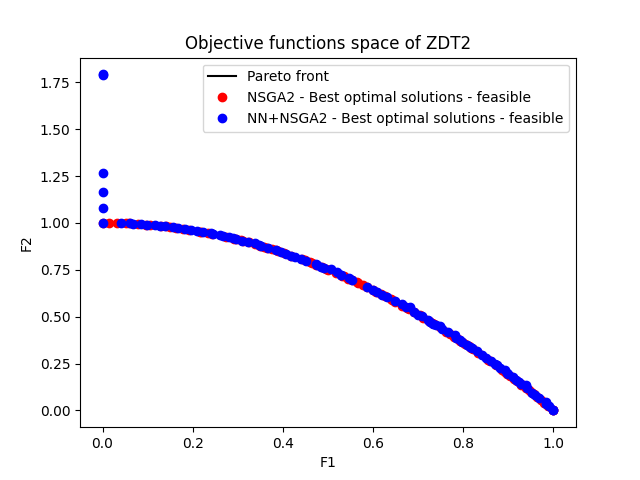 Objective functions space of ZDT2
Pareto front
NSGA2 - Best optimal solutions - feasible
NN+NSGA2 - Best optimal solutions - feasible
F2
1.75
1.50
1.25
1.00
0.75
0.50
0.25
0.00
0.0 0.2 0.4 0.6 0.8 1.0
F1